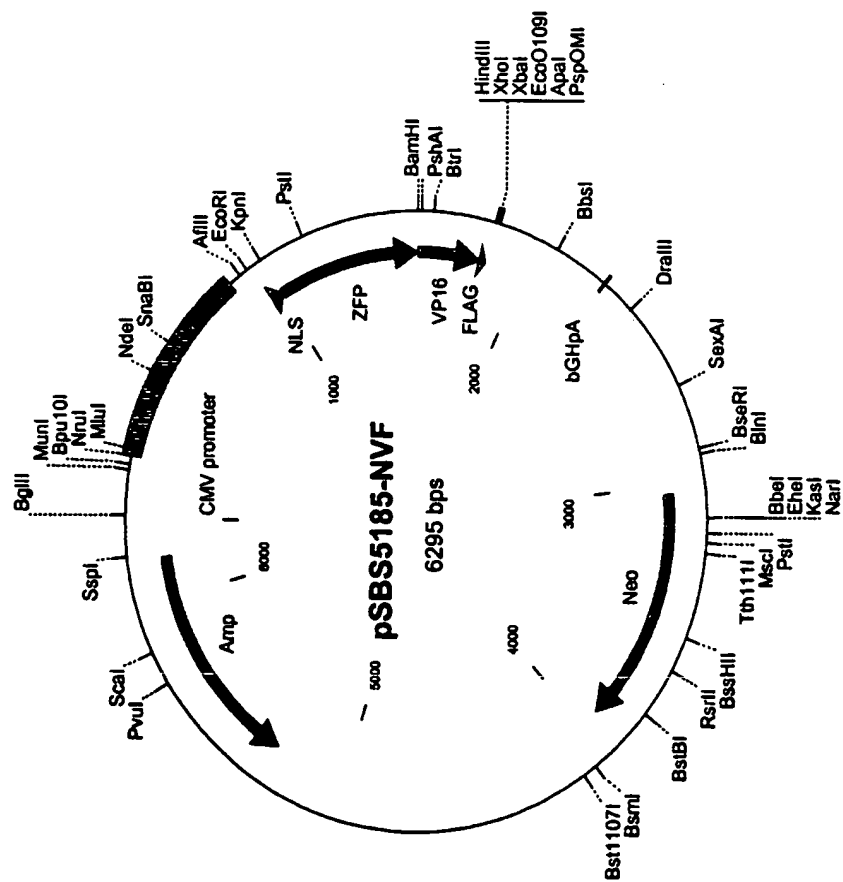 BglII
MunI
Bpu10I
NruI
MluI
NdeI
SnaBI
AflII
EcoRI
KpnI
BamHI
PshAI
BtrI
HindIII
XhoI
XbaI
EcoO109I
ApaI
PspOMI
BbsI
DraIII
SexAI
BseRI
BlnI
BbeI
EheI
KasI
NarI
PstI
MscI
Tth111I
BssHII
RsrII
BstBI
BsmI
Bst1107I
PvuI
ScaI
SspI
CMV promoter
NLS
ZFP
VP16
FLAG
bGHpA
Neo
Amp
1000
2000
3000
4000
5000
6000
pSBS5185-NVF
6295 bps